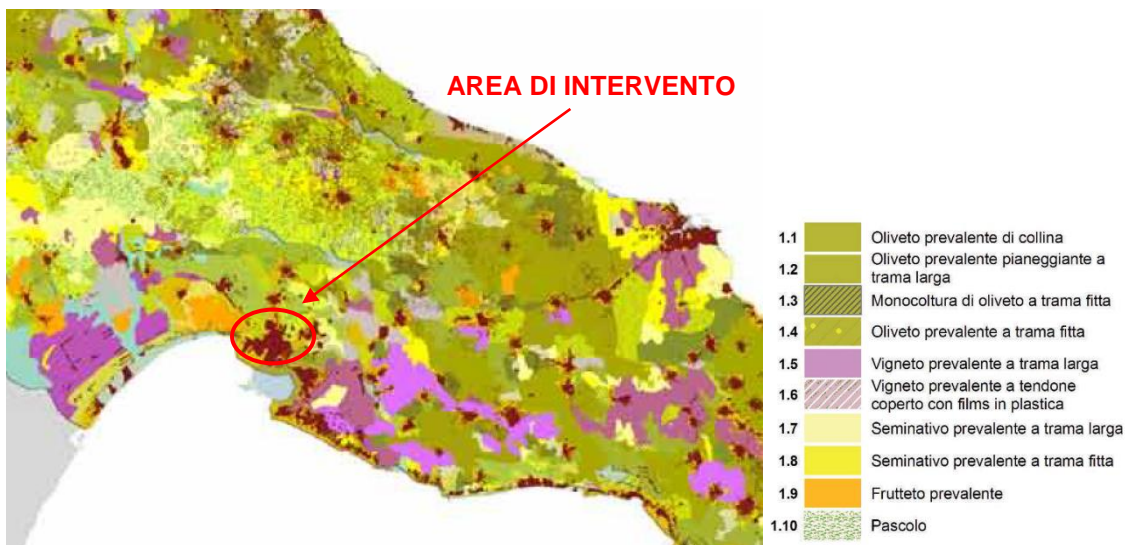 AREA DI INTERVENTO
1.1 Oliveto prevalente di collina
1.2 Oliveto prevalente pianeggiante a
trama larga
1.3 Monocoltura di oliveto a trama fitta
1.4 Oliveto prevalente a trama fitta
1.5 Vigneto prevalente a trama larga
1.6 Vigneto prevalente a tendone
coperto con films in plastica
1.7 Seminativo prevalente a trama larga
1.8 Seminativo prevalente a trama fitta
1.9 Frutteto prevalente
1.10 Pascolo